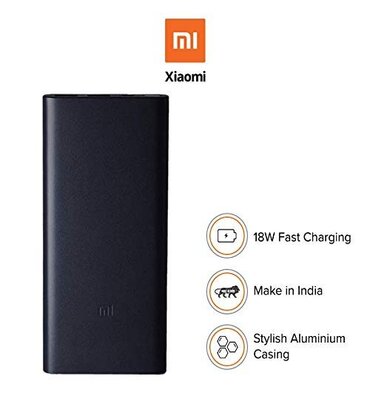 mi
Xiaomi
mi
18W Fast Charging
Make in India
Stylish Aluminium
Casing